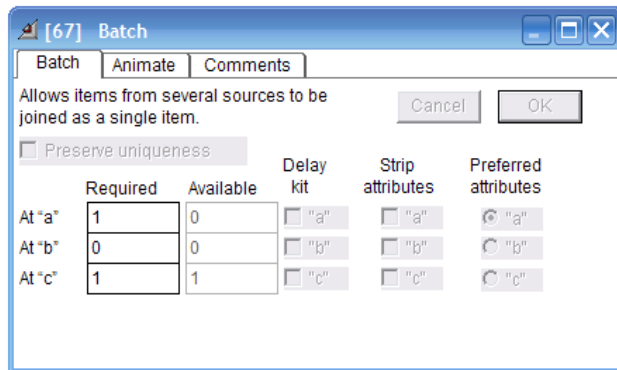 [67] Batch
Batch Animate Comments
Allows items from several sources to be
joined as a single item.
Cancel OK
Preserve uniqueness
Required Available Delay kit Strip attributes Preferred attributes
At “a” 1 0 "a" "a" "a"
At “b” 0 0 "b" "b" "b"
At “c” 1 1 "c" "c" "c"